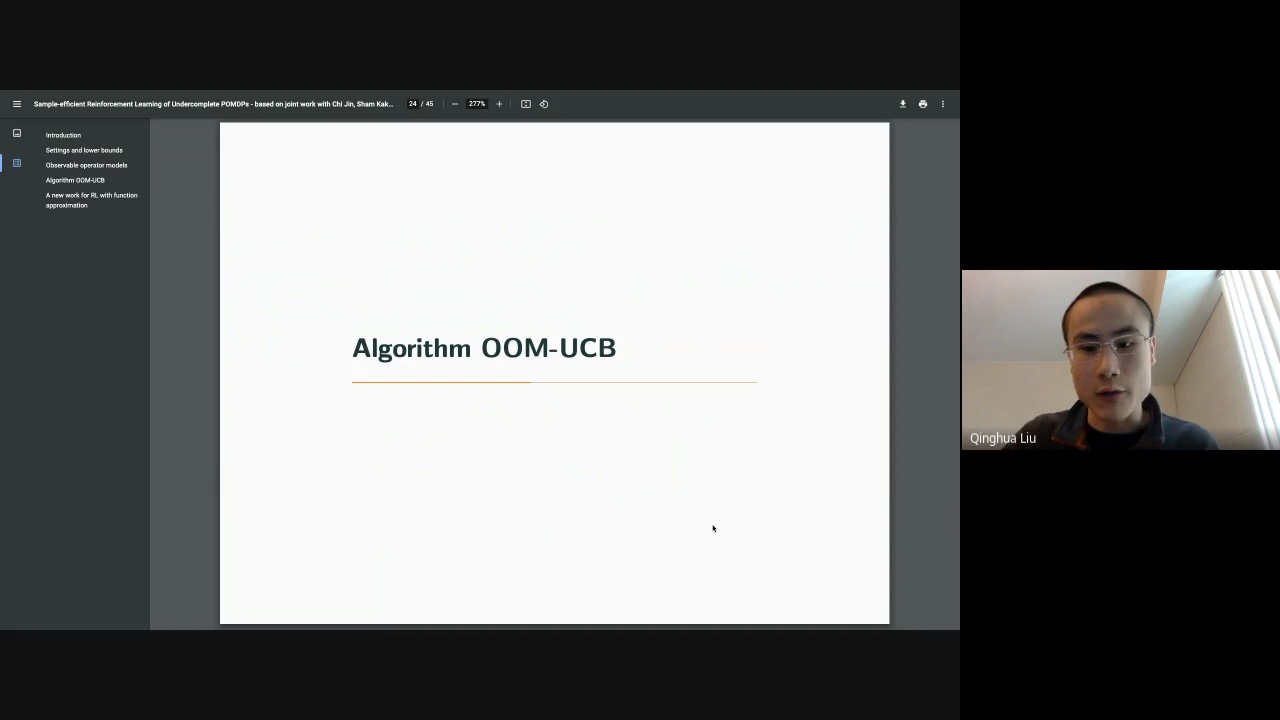 Sample-efficient Reinforcement Learning of Undercomplete POMDPs - based on joint work with Chi Jin, Sham Kak...
24 / 45
277%
Introduction
Settings and lower bounds
Observable operator models
Algorithm OOM-UCB
A new work for RL with function
approximation
Algorithm OOM-UCB
Qinghua Liu